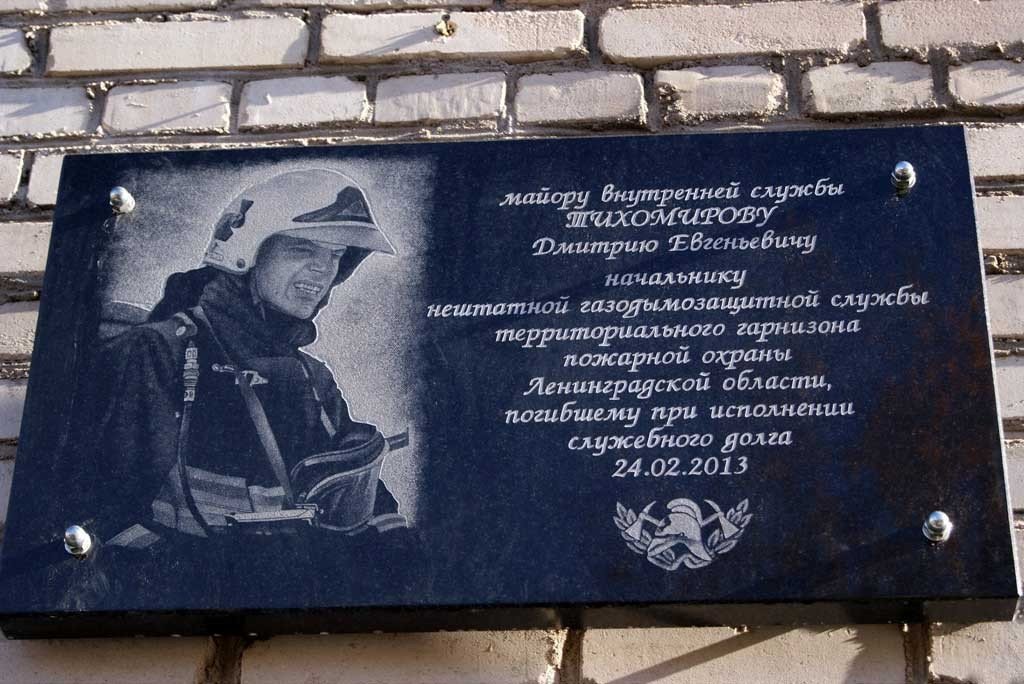 майору внутренней службы
ТИХОМИРОВУ
Дмитрию Евгеньевичу
начальнику
нештатной газодымозащитной службы
территориального гарнизона
пожарной охраны
Ленинградской области,
погибшему при исполнении
служебного долга
24.02.2013